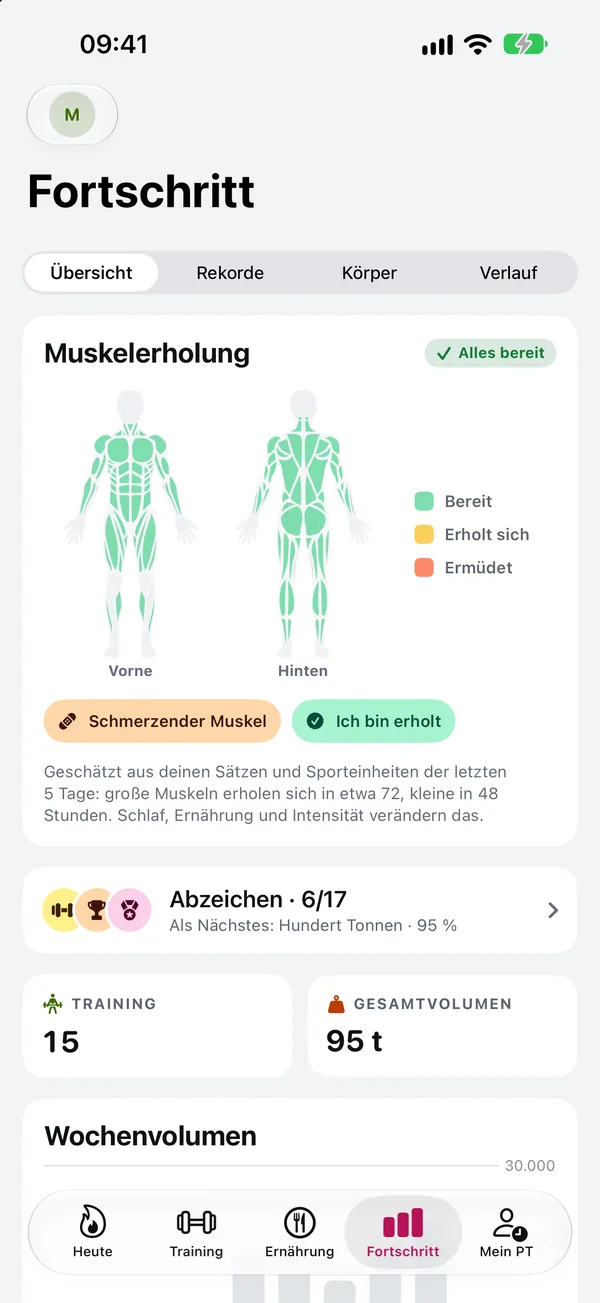 09:41
M
Fortschritt
Übersicht
Rekorde
Körper
Verlauf
Muskelerholung
Alles bereit
Bereit
Erholt sich
Ermüdet
Vorne
Hinten
Schmerzender Muskel
Ich bin erholt
Geschätzt aus deinen Sätzen und Sporteinheiten der letzten
5 Tage: große Muskeln erholen sich in etwa 72, kleine in 48
Stunden. Schlaf, Ernährung und Intensität verändern das.
Abzeichen · 6/17
Als Nächstes: Hundert Tonnen · 95 %
TRAINING
15
GESAMTVOLUMEN
95 t
Wochenvolumen
30.000
Heute
Training
Ernährung
Fortschritt
Mein PT